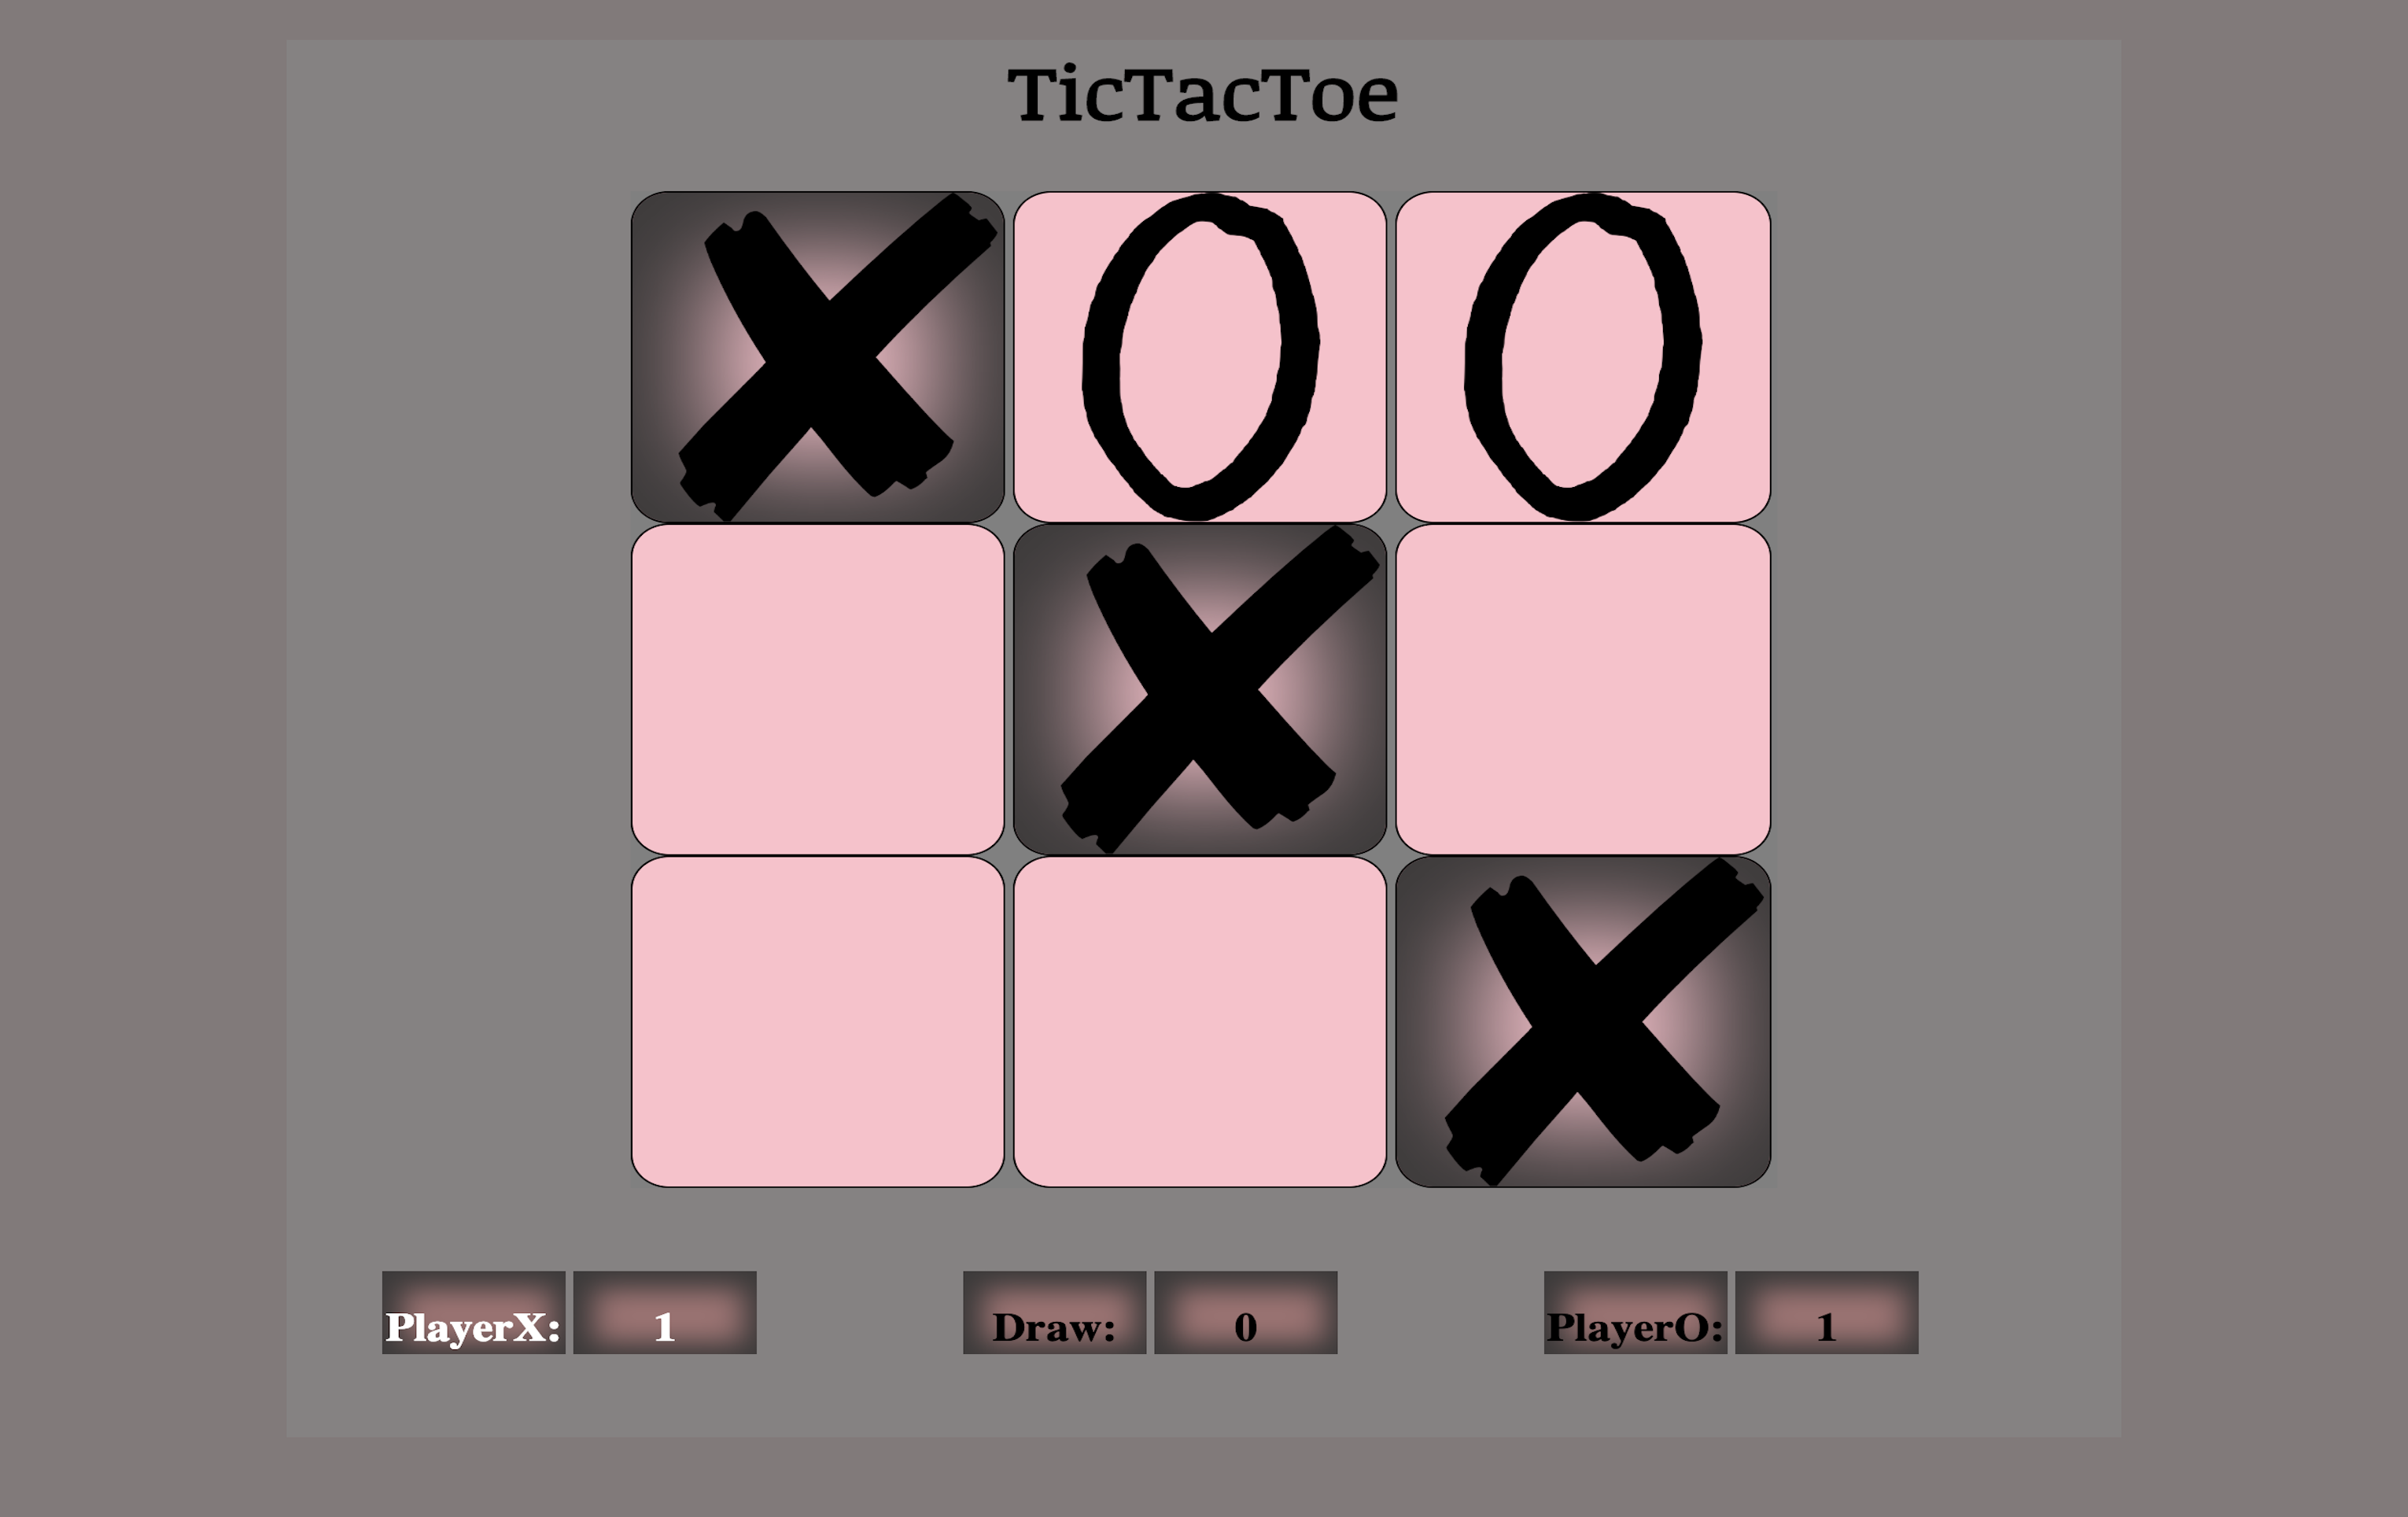 TicTacToe
X O O
X
X
PlayerX: 1 Draw: 0 PlayerO: 1